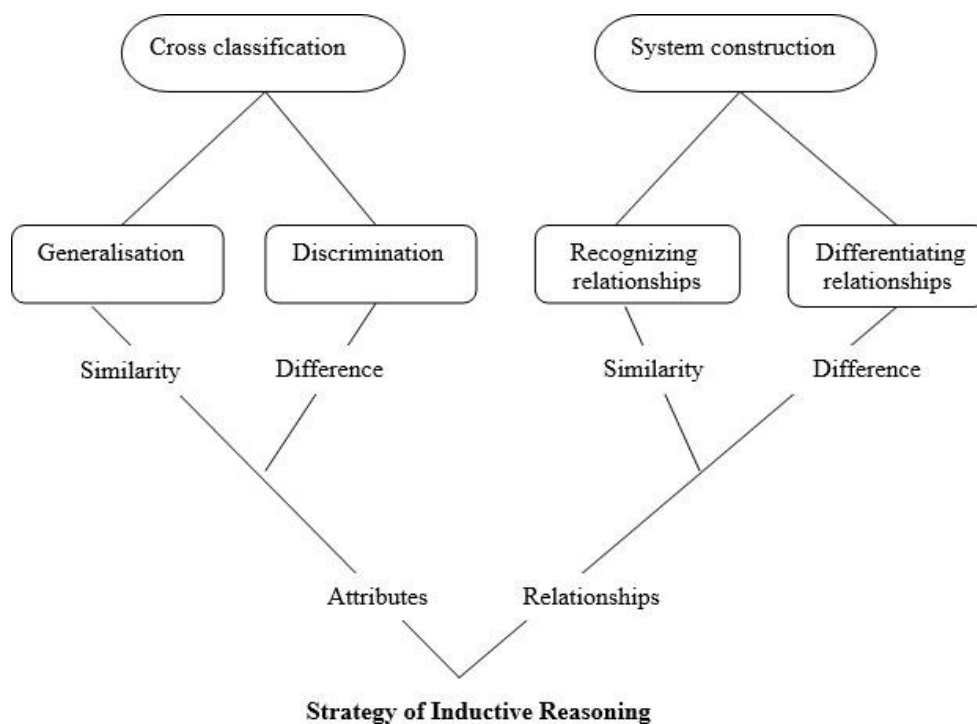 Cross classification
System construction
Generalisation
Discrimination
Recognizing
relationships
Differentiating
relationships
Similarity
Difference
Similarity
Difference
Attributes
Relationships
Strategy of Inductive Reasoning